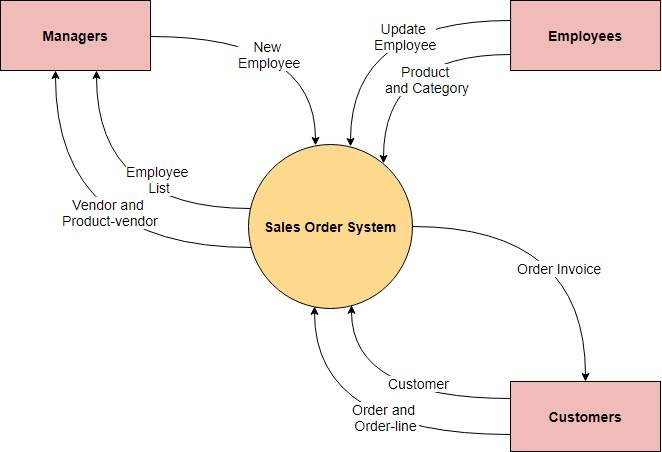 Managers
New
Employee
Update
Employee
Employees
Product
and Category
Employee
List
Vendor and
Product-vendor
Sales Order System
Order Invoice
Customer
Order and
Order-line
Customers